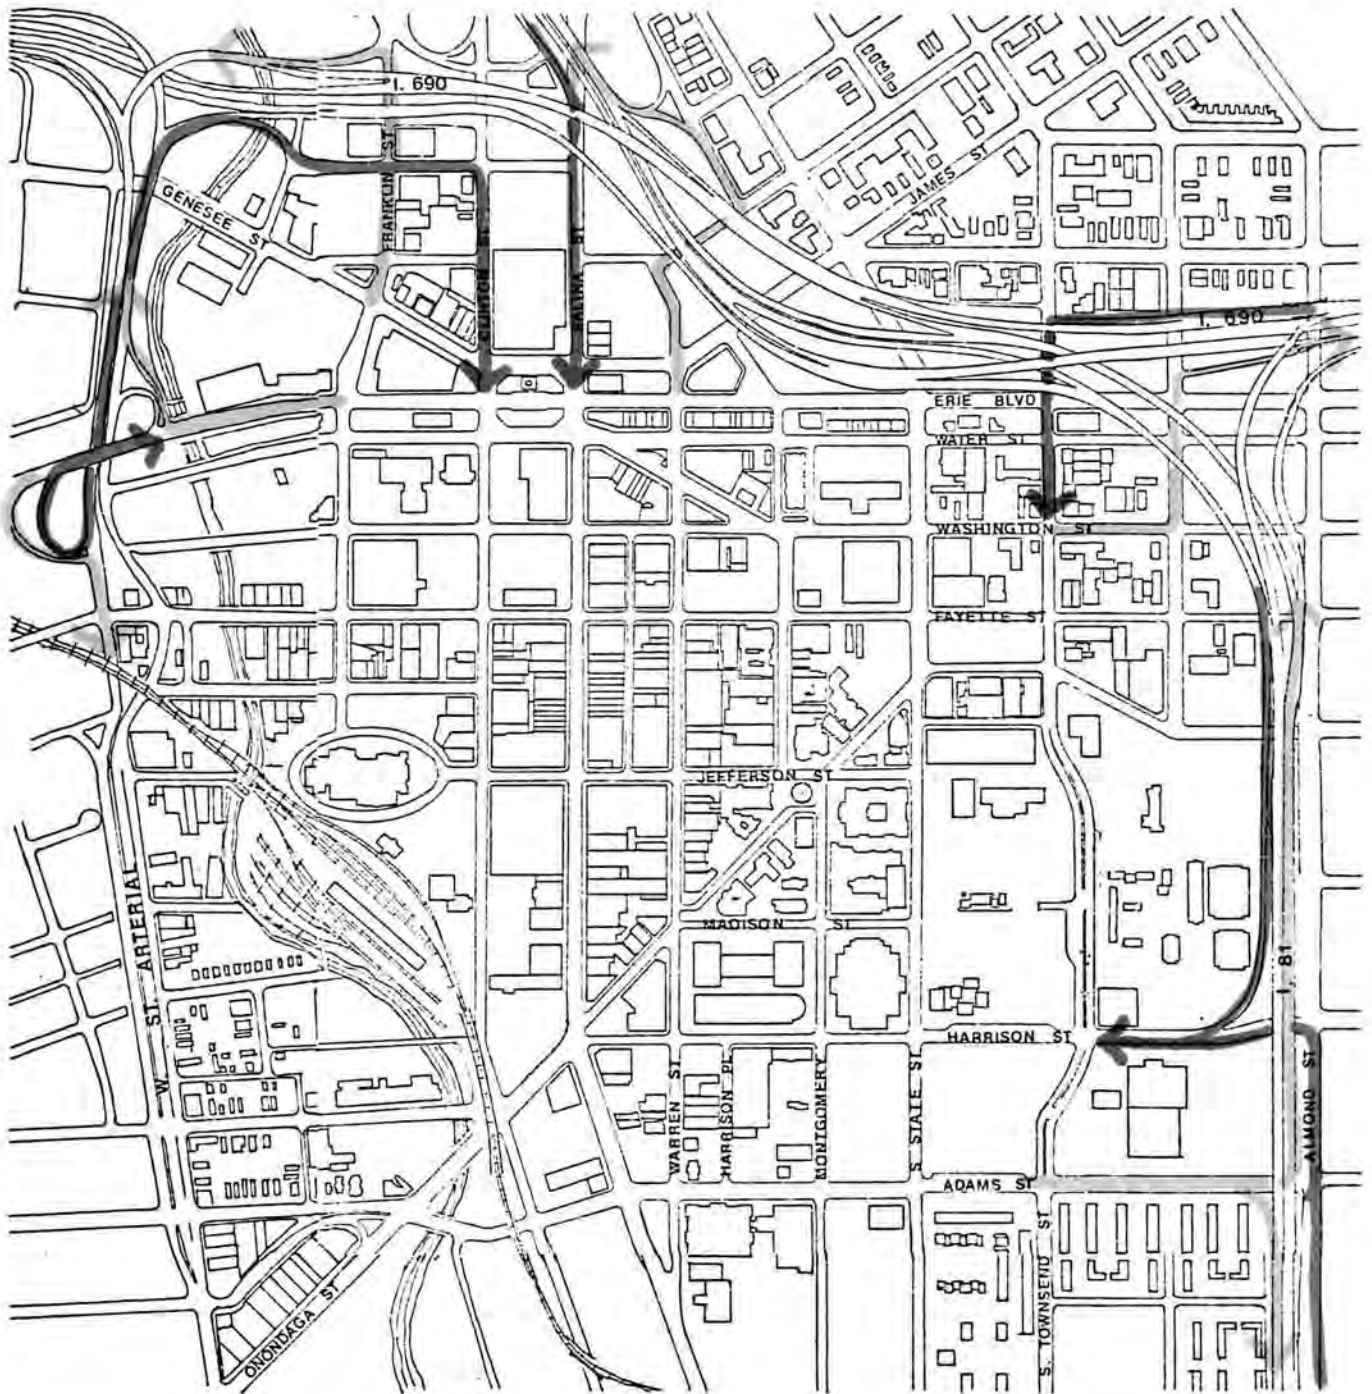 I. 690
JAMES ST
GENESEE ST
FRANKLIN ST
CLINTON ST
SALINA ST
I. 690
ERIE BLVD
WATER ST
WASHINGTON ST
FAYETTE ST
JEFFERSON ST
W. ST ARTERIAL
MADISON ST
I. 81
HARRISON ST
WARREN ST
HARRISON PL
MONTGOMERY
S. STATE ST
ALMOND ST
ADAMS ST
S. TOWNSEND ST
ONONDAGA ST